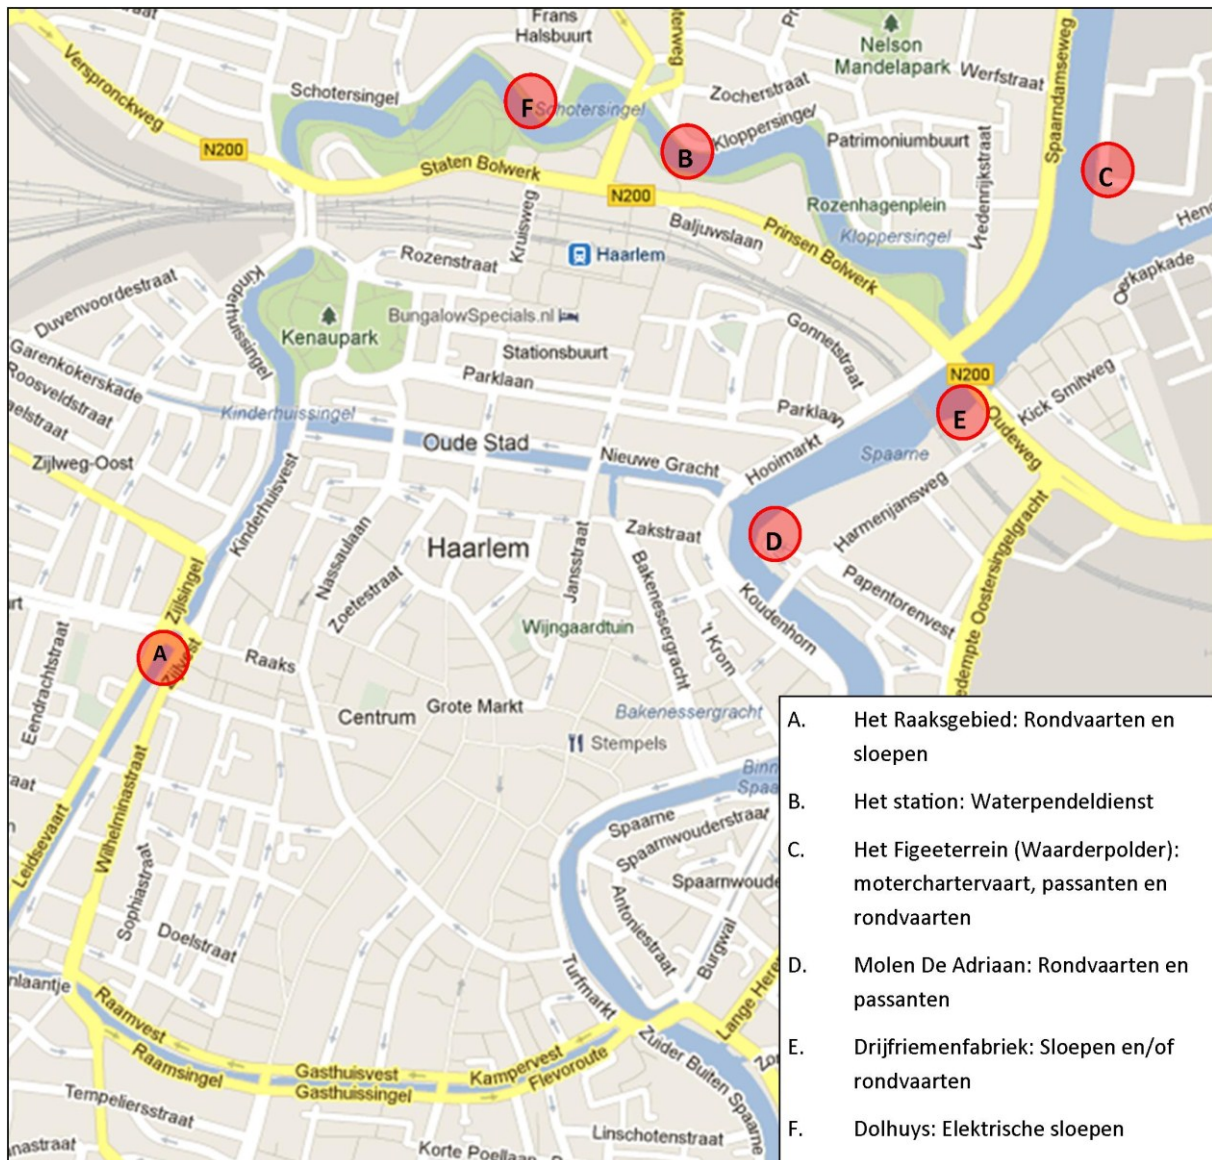 Frans
Halsbuurt
Nelson
Mandelapark
Werfstraat
Verspronckweg
Schotersingel
F
Schotersingel
Zocherstraat
Kloppersinge/
Patrimoniumbuurt
Spaarndamseweg
N200
Staten Bolwerk
B
C
N200
Rozenhagenplein
Vredenrijkstraat
Kloppersingel
Kruisweg
Baljuwslaan
Prinsen Bolwerk
Haarlem
Rozenstraat
Oerkapkade
Duvenvoordestraat
Kinderhuissingel
BungalowSpecials.nl
Kenaupark
Stationsbuurt
Gonnetstraat
Garenkokerskade
Roosveldstraat
Parklaan
N200
Kick Smitweg
Kinderhuissingel
Parklaan
E
Oudeweg
Zijlweg-Oost
Oude Stad
Nieuwe Gracht
Hooimarkt
Spaarne
Kinderhuisvest
Harmenjansweg
Nassaulaan
Haarlem
Zakstraat
D
Zijlsingel
Zoetestraat
Jansstraat
Bakenessergracht
Koudenhorn
Papentorenvest
Wijngaardtuin
't Krom
A
Zijlvest
Raaks
Eendrachtstraat
Centrum
Grote Markt
Bakenessergracht
Stempels
Leidsevaart
Wilhelminastraat
Spaarne
Spaarnwouderstraat
Sophiastraat
Antoniestraat
Doelstraat
Burgwal
Turfmarkt
Raamvest
Raamsingel
Gasthuisvest
Gasthuissingel
Kampervest
Flevoroute
Zuider Buiten Spaarne
Tempeliersstraat
Linschotenstraat
A. Het Raaksgebied: Rondvaarten en
sloepen
B. Het station: Waterpendeldienst
C. Het Figeeterrein (Waarderpolder):
moterchartervaart, passanten en
rondvaarten
D. Molen De Adriaan: Rondvaarten en
passanten
E. Drijfriemenfabriek: Sloepen en/of
rondvaarten
F. Dolhuys: Elektrische sloepen